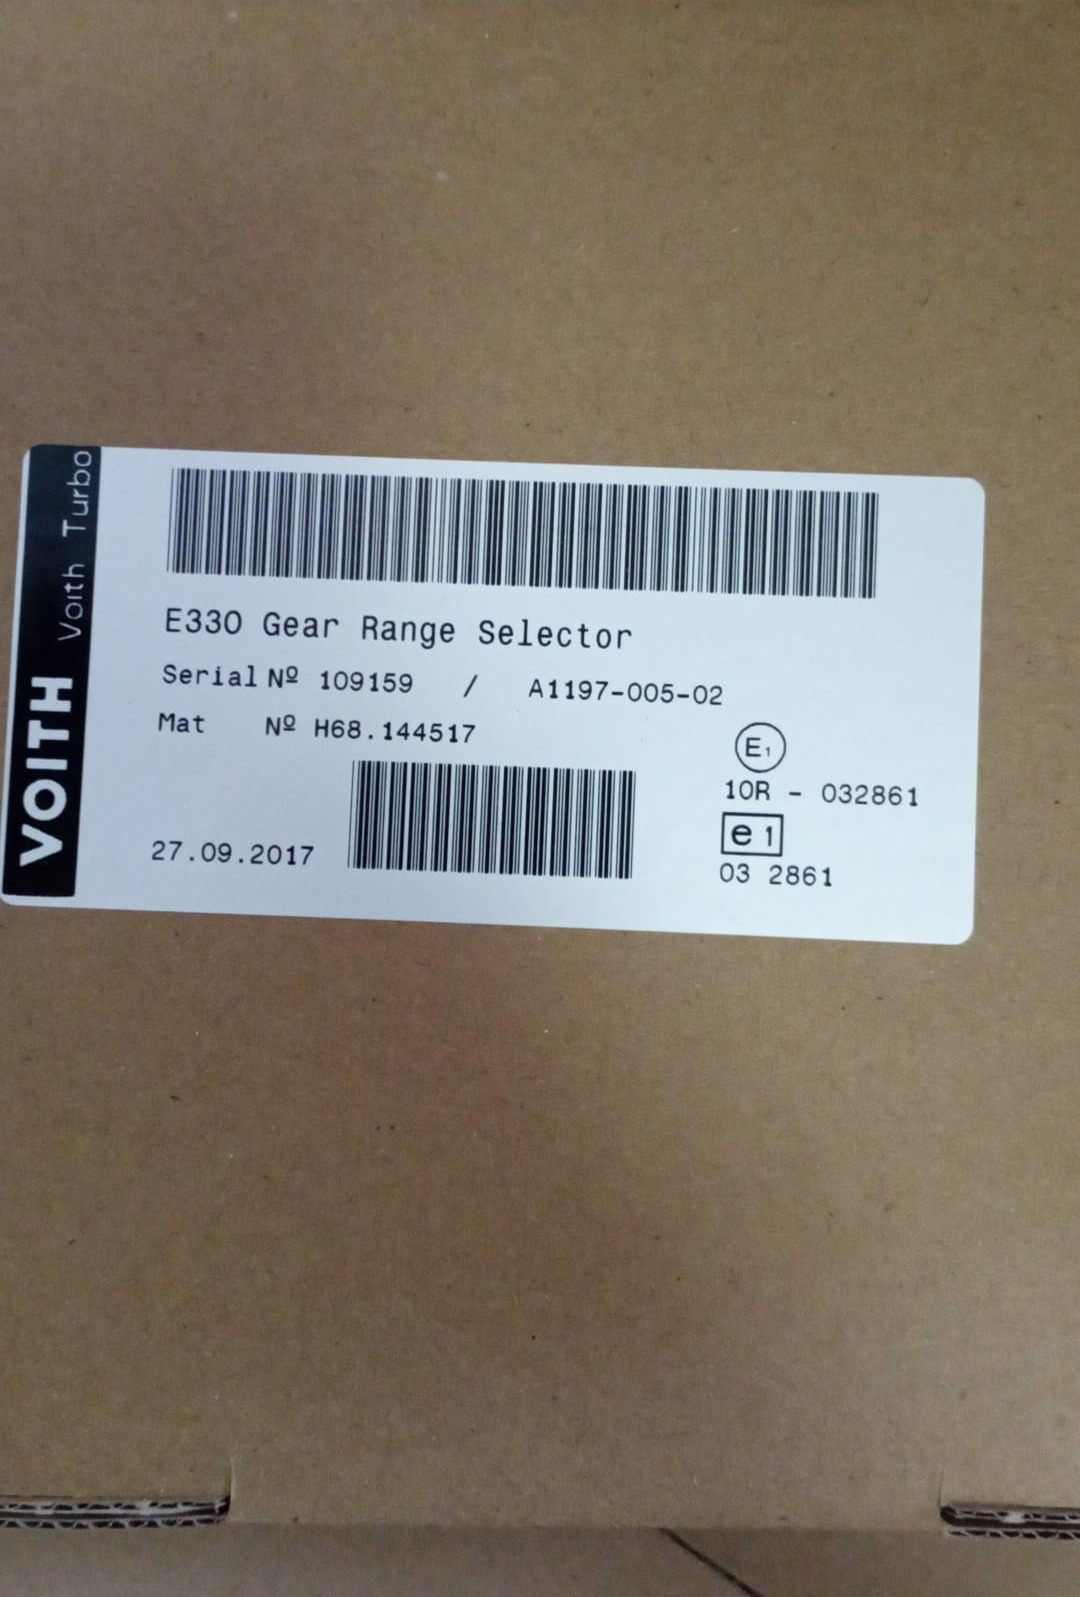 VOITH Voith Turbo
E330 Gear Range Selector
Serial Nº 109159 / A1197-005-02
Mat Nº H68.144517
E1
10R - 032861
e1
03 2861
27.09.2017